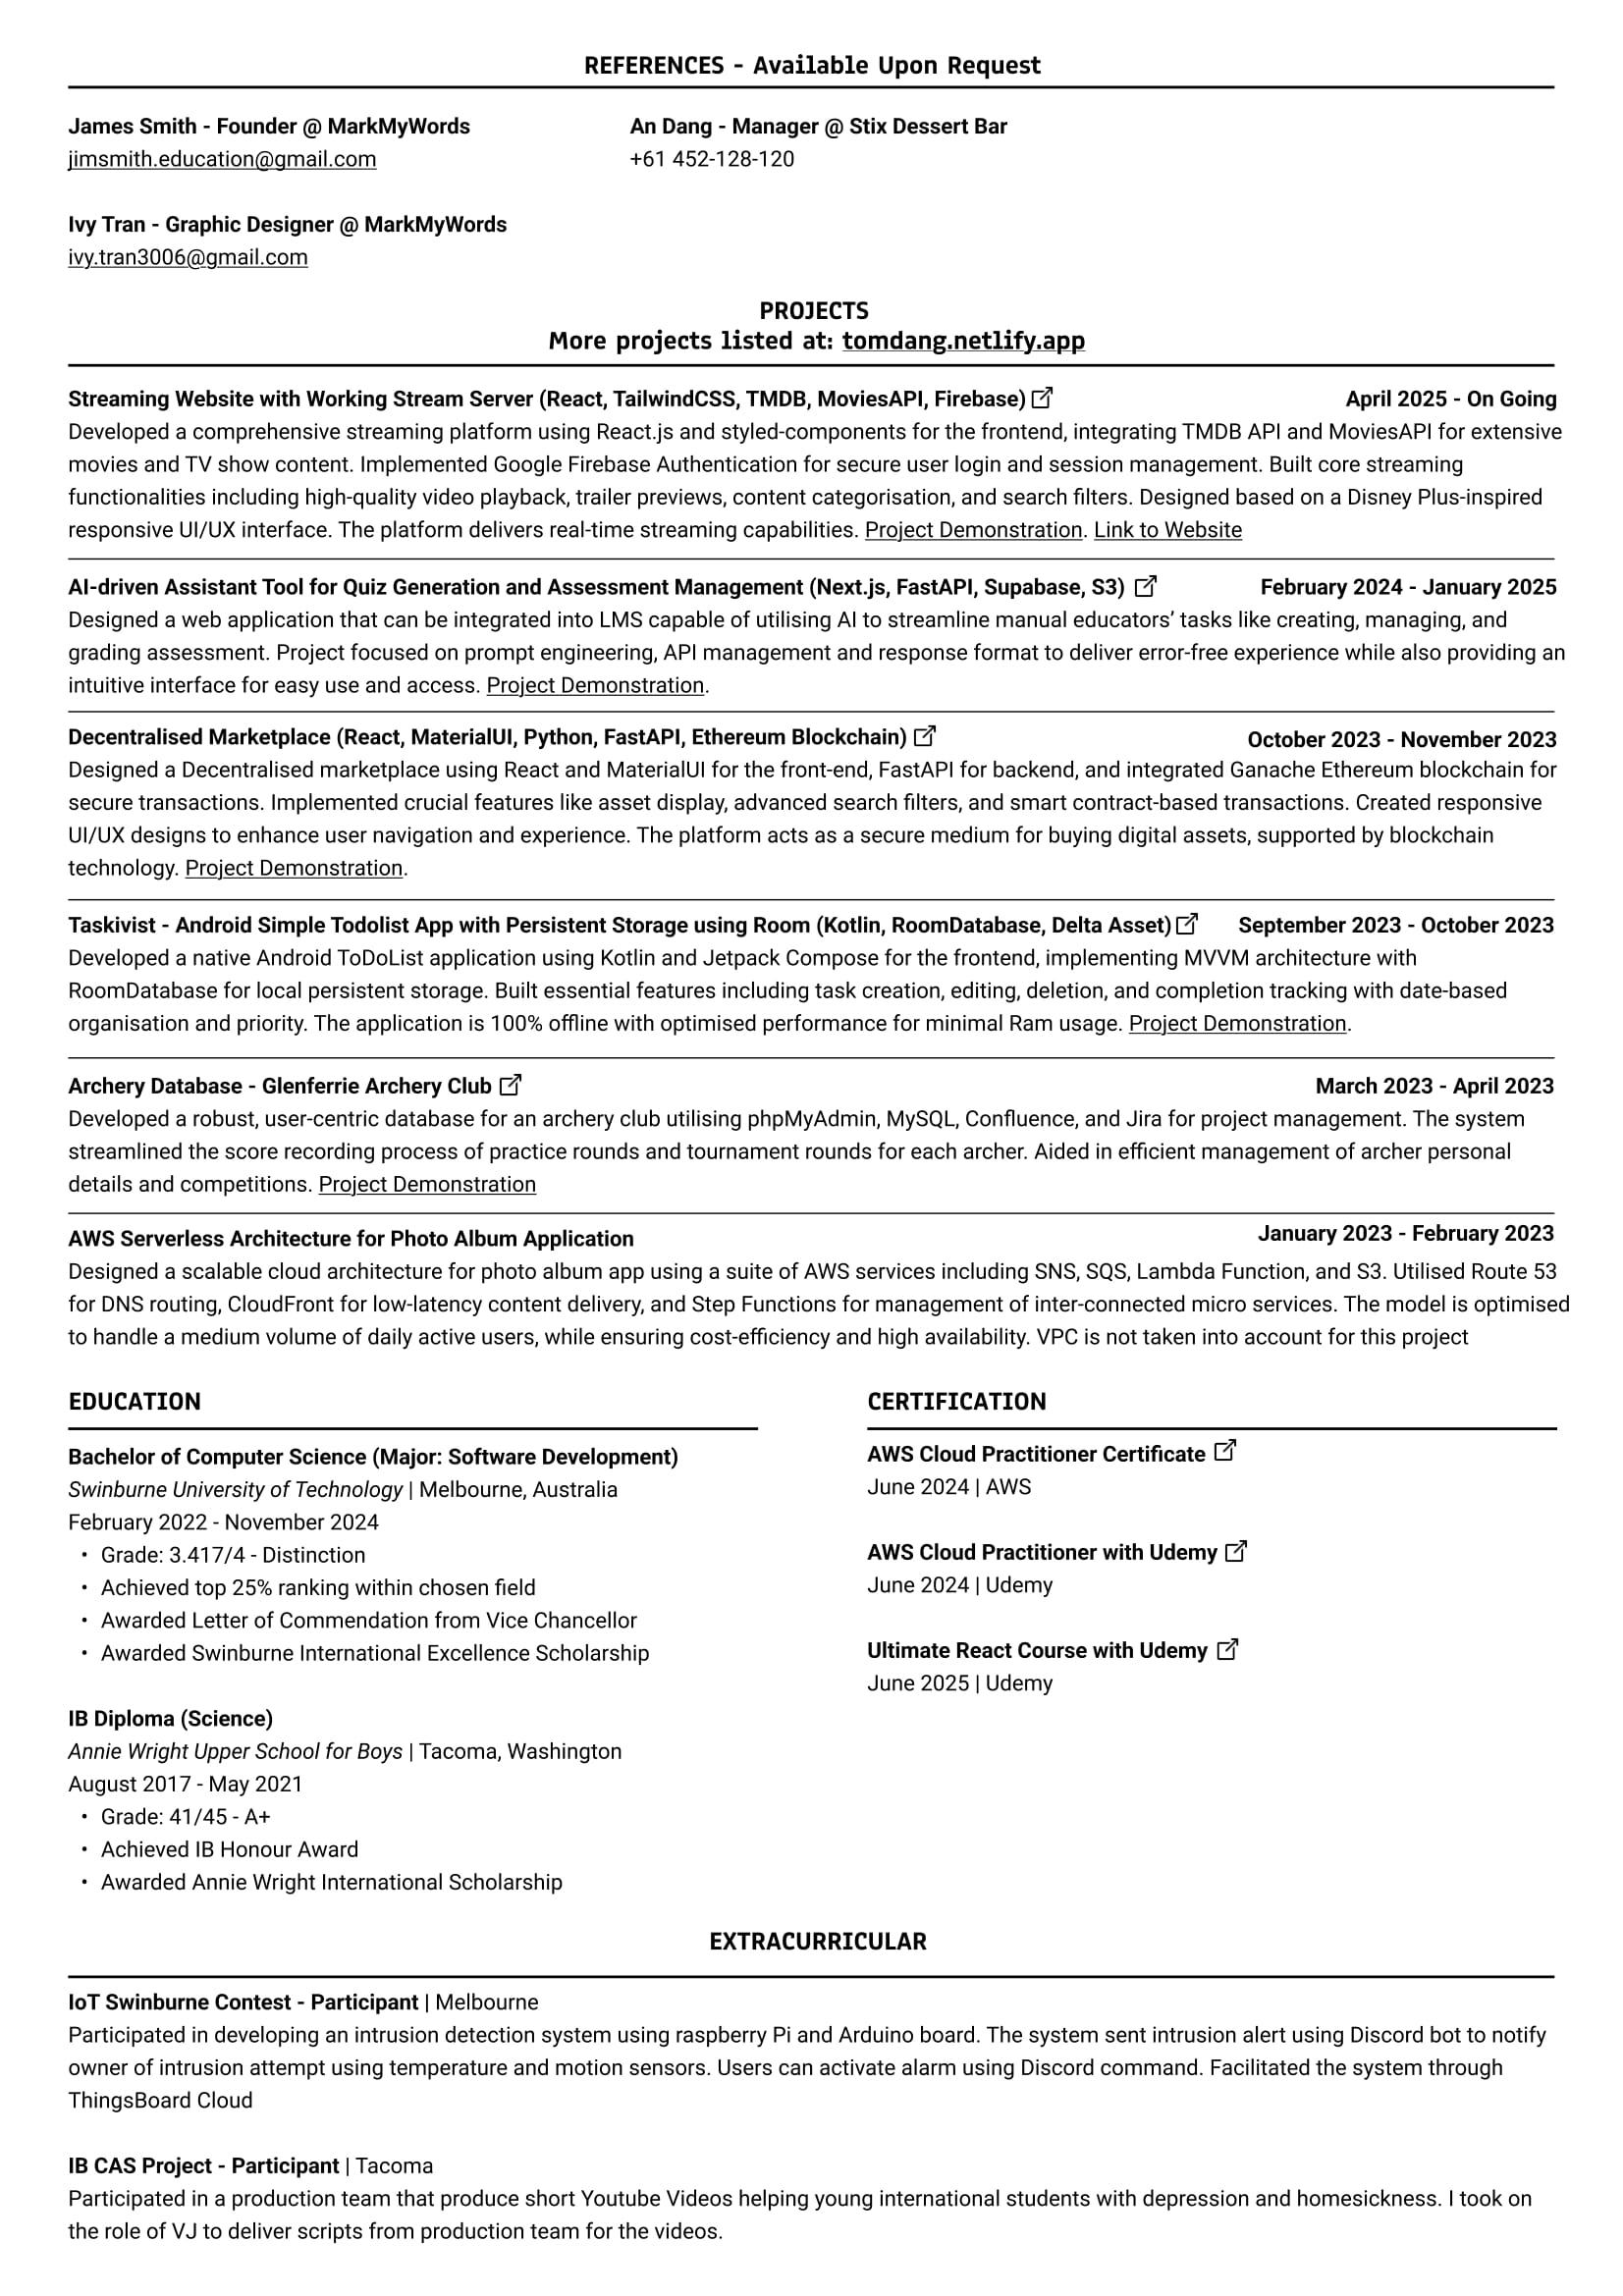 REFERENCES - Available Upon Request
James Smith - Founder @ MarkMyWords
jimsmith.education@gmail.com
An Dang - Manager @ Stix Dessert Bar
+61 452-128-120
Ivy Tran - Graphic Designer @ MarkMyWords
ivy.tran3006@gmail.com
PROJECTS
More projects listed at: tomdang.netlify.app
Streaming Website with Working Stream Server (React, TailwindCSS, TMDB, MoviesAPI, Firebase) April 2025 - On Going
Developed a comprehensive streaming platform using React.js and styled-components for the frontend, integrating TMDB API and MoviesAPI for extensive
movies and TV show content. Implemented Google Firebase Authentication for secure user login and session management. Built core streaming
functionalities including high-quality video playback, trailer previews, content categorisation, and search filters. Designed based on a Disney Plus-inspired
responsive UI/UX interface. The platform delivers real-time streaming capabilities. Project Demonstration. Link to Website
AI-driven Assistant Tool for Quiz Generation and Assessment Management (Next.js, FastAPI, Supabase, S3) February 2024 - January 2025
Designed a web application that can be integrated into LMS capable of utilising AI to streamline manual educators’ tasks like creating, managing, and
grading assessment. Project focused on prompt engineering, API management and response format to deliver error-free experience while also providing an
intuitive interface for easy use and access. Project Demonstration.
Decentralised Marketplace (React, MaterialUI, Python, FastAPI, Ethereum Blockchain) October 2023 - November 2023
Designed a Decentralised marketplace using React and MaterialUI for the front-end, FastAPI for backend, and integrated Ganache Ethereum blockchain for
secure transactions. Implemented crucial features like asset display, advanced search filters, and smart contract-based transactions. Created responsive
UI/UX designs to enhance user navigation and experience. The platform acts as a secure medium for buying digital assets, supported by blockchain
technology. Project Demonstration.
Taskivist - Android Simple Todolist App with Persistent Storage using Room (Kotlin, RoomDatabase, Delta Asset) September 2023 - October 2023
Developed a native Android ToDoList application using Kotlin and Jetpack Compose for the frontend, implementing MVVM architecture with
RoomDatabase for local persistent storage. Built essential features including task creation, editing, deletion, and completion tracking with date-based
organisation and priority. The application is 100% offline with optimised performance for minimal Ram usage. Project Demonstration.
Archery Database - Glenferrie Archery Club March 2023 - April 2023
Developed a robust, user-centric database for an archery club utilising phpMyAdmin, MySQL, Confluence, and Jira for project management. The system
streamlined the score recording process of practice rounds and tournament rounds for each archer. Aided in efficient management of archer personal
details and competitions. Project Demonstration
AWS Serverless Architecture for Photo Album Application January 2023 - February 2023
Designed a scalable cloud architecture for photo album app using a suite of AWS services including SNS, SQS, Lambda Function, and S3. Utilised Route 53
for DNS routing, CloudFront for low-latency content delivery, and Step Functions for management of inter-connected micro services. The model is optimised
to handle a medium volume of daily active users, while ensuring cost-efficiency and high availability. VPC is not taken into account for this project
EDUCATION
Bachelor of Computer Science (Major: Software Development)
Swinburne University of Technology | Melbourne, Australia
February 2022 - November 2024
• Grade: 3.417/4 - Distinction
• Achieved top 25% ranking within chosen field
• Awarded Letter of Commendation from Vice Chancellor
• Awarded Swinburne International Excellence Scholarship
IB Diploma (Science)
Annie Wright Upper School for Boys | Tacoma, Washington
August 2017 - May 2021
• Grade: 41/45 - A+
• Achieved IB Honour Award
• Awarded Annie Wright International Scholarship
CERTIFICATION
AWS Cloud Practitioner Certificate
June 2024 | AWS
AWS Cloud Practitioner with Udemy
June 2024 | Udemy
Ultimate React Course with Udemy
June 2025 | Udemy
EXTRACURRICULAR
IoT Swinburne Contest - Participant | Melbourne
Participated in developing an intrusion detection system using raspberry Pi and Arduino board. The system sent intrusion alert using Discord bot to notify
owner of intrusion attempt using temperature and motion sensors. Users can activate alarm using Discord command. Facilitated the system through
ThingsBoard Cloud
IB CAS Project - Participant | Tacoma
Participated in a production team that produce short Youtube Videos helping young international students with depression and homesickness. I took on
the role of VJ to deliver scripts from production team for the videos.